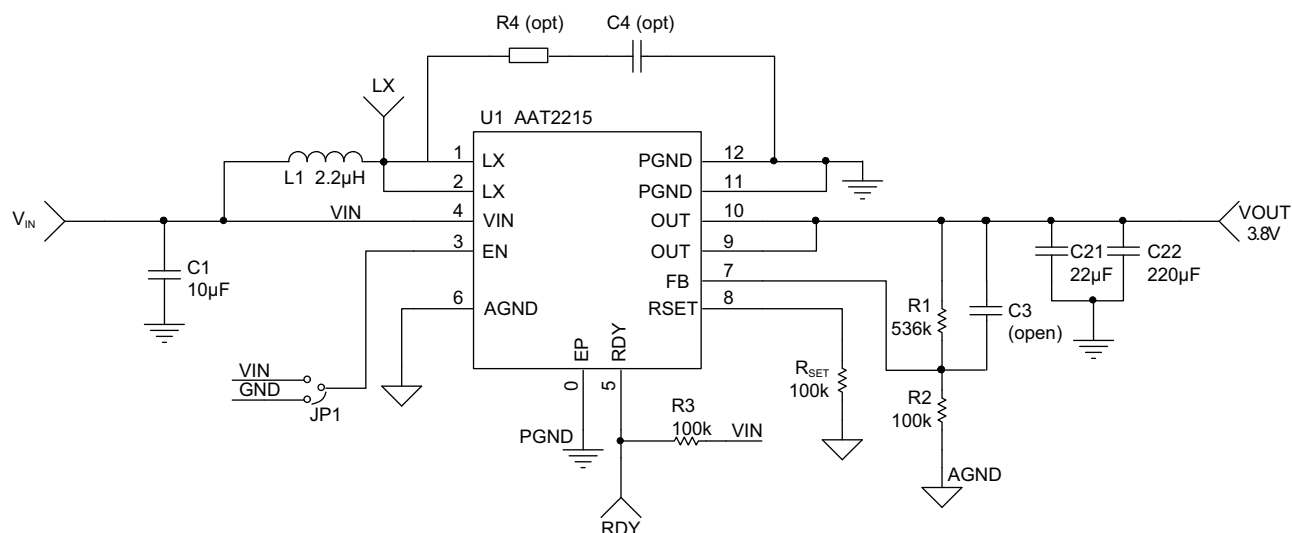 R4 (opt)
C4 (opt)
LX
U1 AAT2215
1
LX
PGND
12
L1 2.2µH
2
LX
PGND
11
VIN
VIN
4
VIN
OUT
10
VOUT
3.8V
3
EN
OUT
9
C1
10µF
C21
22µF
C22
220µF
FB
7
6
AGND
RSET
8
R1
536k
C3
(open)
EP
RDY
VIN
GND
JP1
0
5
RSET
100k
R2
100k
R3
100k
VIN
PGND
AGND
RDY